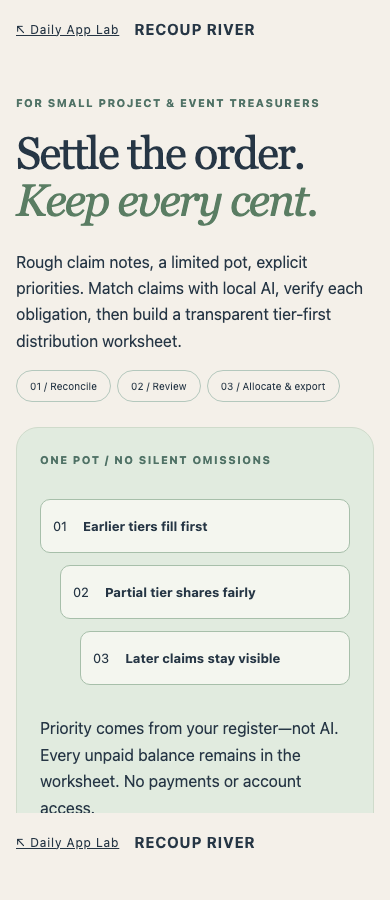 ↖ Daily App Lab RECOUP RIVER
FOR SMALL PROJECT & EVENT TREASURERS
Settle the order.
Keep every cent.
Rough claim notes, a limited pot, explicit
priorities. Match claims with local AI, verify each
obligation, then build a transparent tier-first
distribution worksheet.
01 / Reconcile 02 / Review 03 / Allocate & export
ONE POT / NO SILENT OMISSIONS
01 Earlier tiers fill first
02 Partial tier shares fairly
03 Later claims stay visible
Priority comes from your register—not AI.
Every unpaid balance remains in the
worksheet. No payments or account
access.
↖ Daily App Lab RECOUP RIVER